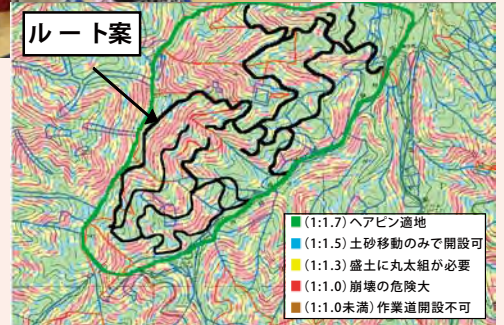 ルート案
(1:1.7)ヘアピン適地
(1:1.5)土砂移動のみで開設可
(1:1.3)盛土に丸太組が必要
(1:1.0)崩壊の危険大
(1:1.0未満)作業道開設不可